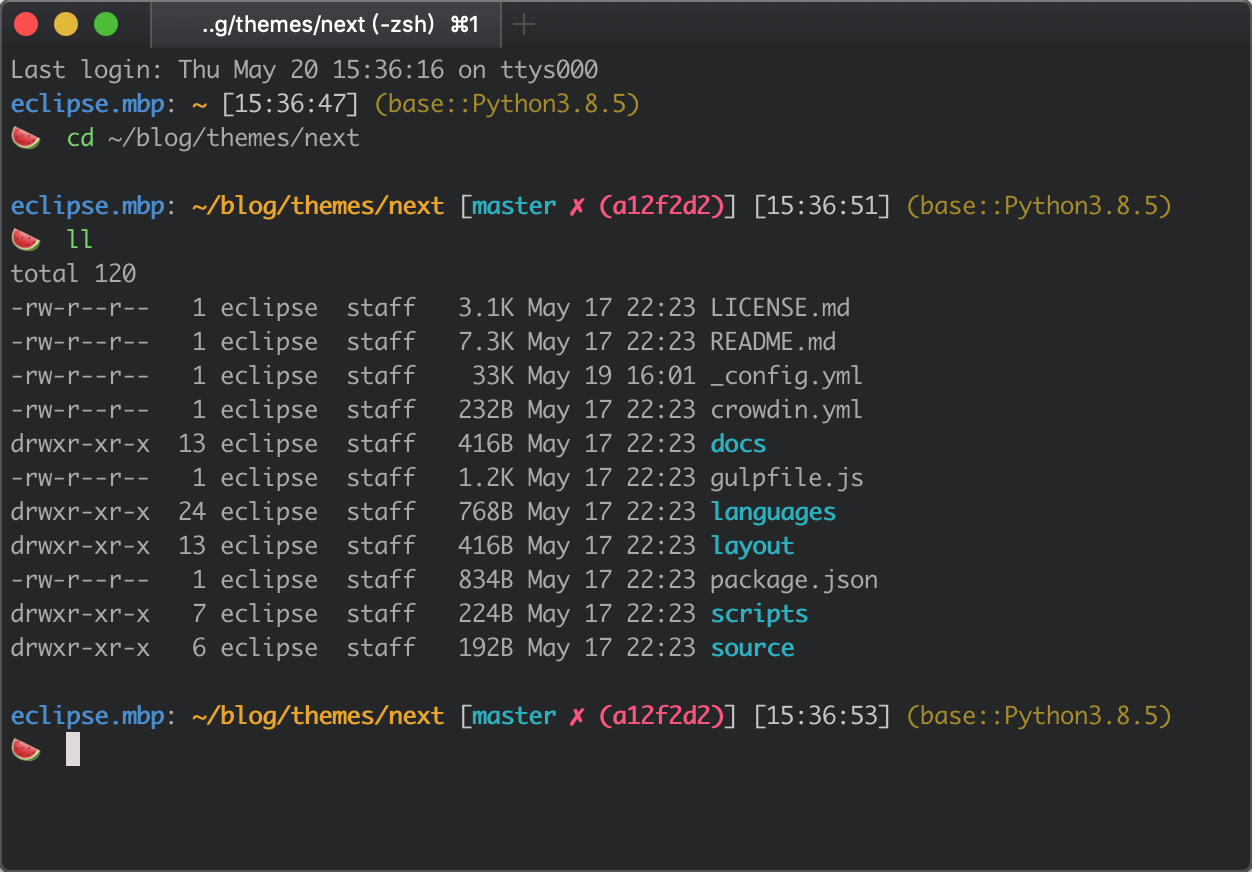 ..g/themes/next (-zsh) ⌘1
Last login: Thu May 20 15:36:16 on ttys000
eclipse.mbp: ~ [15:36:47] (base::Python3.8.5)
🍉  cd ~/blog/themes/next
eclipse.mbp: ~/blog/themes/next [master ✗ (a12f2d2)] [15:36:51] (base::Python3.8.5)
🍉  ll
total 120
-rw-r--r--   1 eclipse  staff   3.1K May 17 22:23 LICENSE.md
-rw-r--r--   1 eclipse  staff   7.3K May 17 22:23 README.md
-rw-r--r--   1 eclipse  staff    33K May 19 16:01 _config.yml
-rw-r--r--   1 eclipse  staff   232B May 17 22:23 crowdin.yml
drwxr-xr-x  13 eclipse  staff   416B May 17 22:23 docs
-rw-r--r--   1 eclipse  staff   1.2K May 17 22:23 gulpfile.js
drwxr-xr-x  24 eclipse  staff   768B May 17 22:23 languages
drwxr-xr-x  13 eclipse  staff   416B May 17 22:23 layout
-rw-r--r--   1 eclipse  staff   834B May 17 22:23 package.json
drwxr-xr-x   7 eclipse  staff   224B May 17 22:23 scripts
drwxr-xr-x   6 eclipse  staff   192B May 17 22:23 source
eclipse.mbp: ~/blog/themes/next [master ✗ (a12f2d2)] [15:36:53] (base::Python3.8.5)
🍉